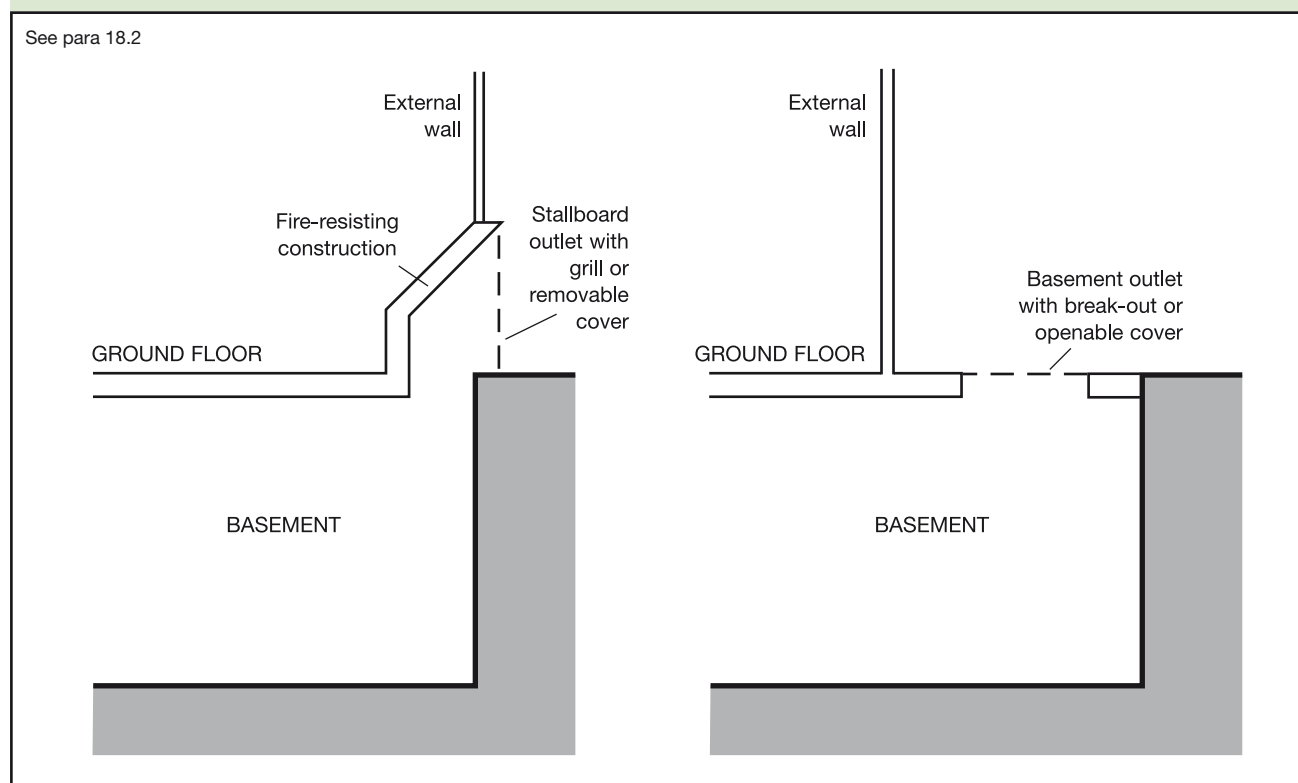 See para 18.2
External
wall
Fire-resisting
construction
Stallboard
outlet with
grill or
removable
cover
GROUND FLOOR
BASEMENT
External
wall
Basement outlet
with break-out or
openable cover
GROUND FLOOR
BASEMENT